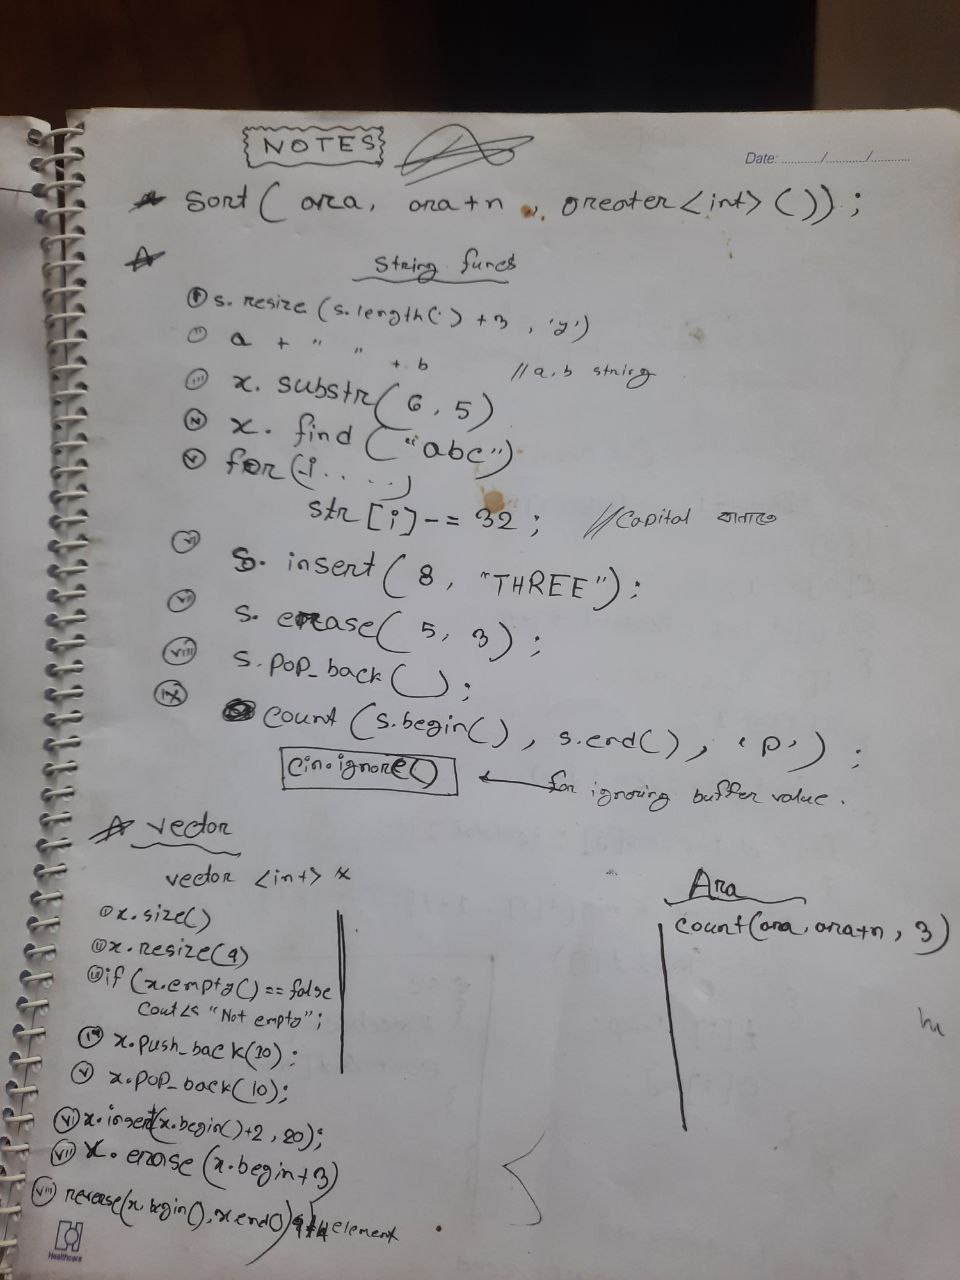 NOTES
Date: ........../........../..........
sort( ara, ara+n, greater<int>());
String funcs
(i) s. resize (s.length() +3, 'y')
(ii) a + " " + b //a,b string
(iii) x. substr(6,5)
(iv) x. find ("abc")
(v) for(i.....)
str[i]-= 32; //Capital বানাতে
(vi) s. insert(8, "THREE");
(vii) s. erase(5, 3);
(viii) s.pop_back();
(ix) count (s.begin(), s.end(), 'p');
cin.ignore() ← for ignoring buffer value.
vector
vector <int> x
(i) x.size()
(ii) x.resize(9)
(iii) if (x.empty() == false
cout<< "Not empty";
(iv) x.push_back(10);
(v) x.pop_back(10);
(vi) x.insert(x.begin()+2, 20);
(vii) x. erase (x.begin+3)
(viii) reverse(x.begin(), x.end()) element
Ara
count(ara, ara+n, 3)
Healthcare